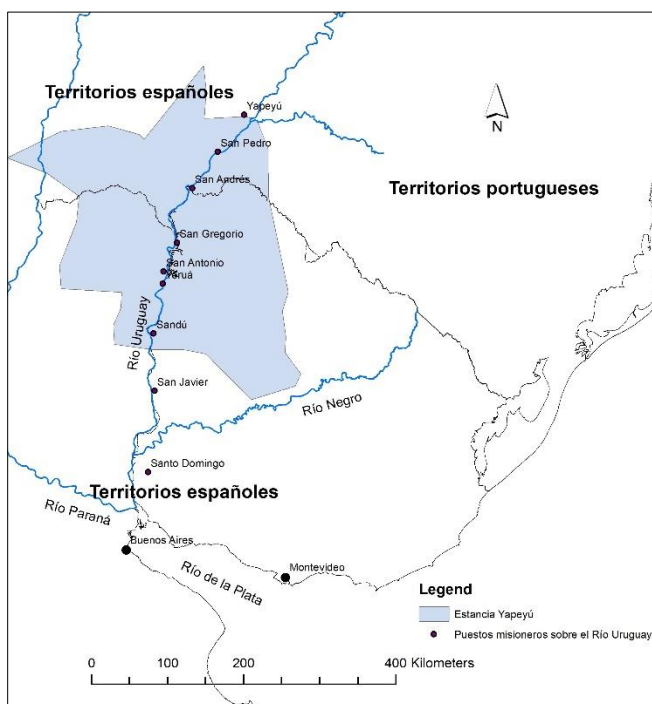 Territorios españoles
Yapeyú
San Pedro
San Andrés
Territorios portugueses
N
San Gregorio
San Antonio
Yeruá
Río Uruguay
Sandú
San Javier
Río Negro
Santo Domingo
Territorios españoles
Río Paraná
Buenos Aires
Río de la Plata
Montevideo
Legend
Estancia Yapeyú
Puestos misioneros sobre el Río Uruguay
0 100 200 400 Kilometers